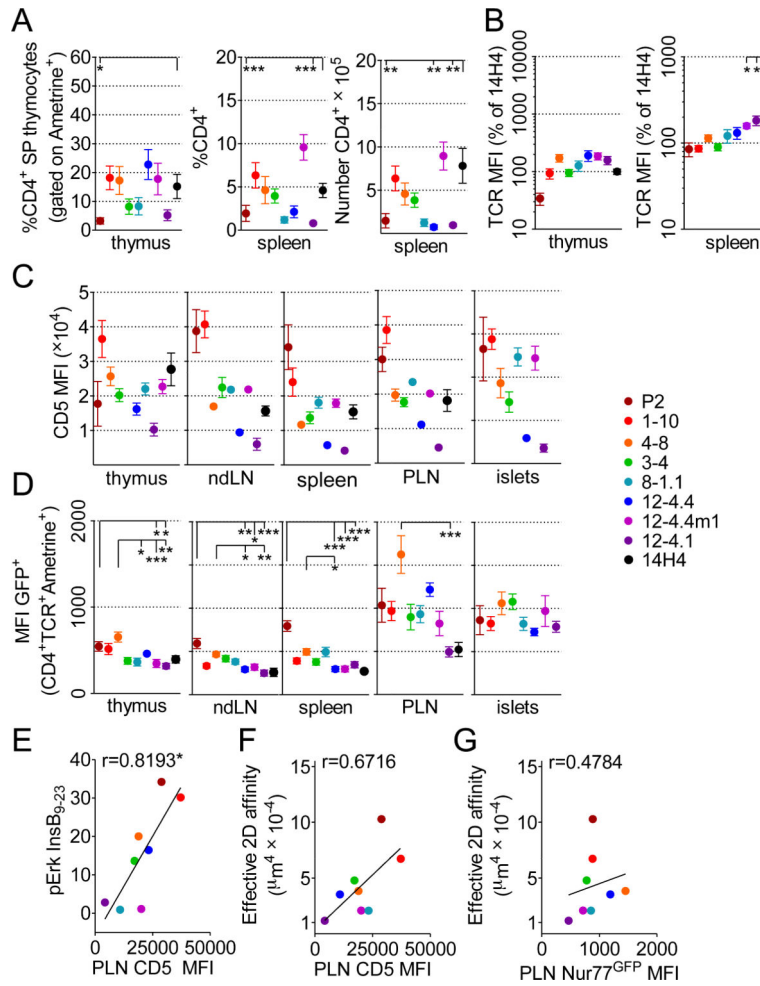 A
B
%CD4+ SP thymocytes
(gated on Ametrine+)
60
50
40
30
20
10
0
*
thymus
%CD4+
20
15
10
5
0
*** ***
spleen
Number CD4+ × 10^5
20
15
10
5
0
** ** **
spleen
TCR MFI (% of 14H4)
10000
1000
100
10
thymus
TCR MFI (% of 14H4)
1000
100
10
* *
spleen
C
CD5 MFI (×10^4)
5
4
3
2
1
thymus
ndLN
spleen
PLN
islets
P2
1-10
4-8
3-4
8-1.1
12-4.4
12-4.4m1
12-4.1
14H4
D
MFI GFP+
(CD4+TCR+Ametrine+)
2000
1000
0
**
* **
***
** ***
*
* **
***
***
***
*
***
thymus
ndLN
spleen
PLN
islets
E
r=0.8193*
pErk InsB9-23
40
30
20
10
0
0 25000 50000
PLN CD5 MFI
F
r=0.6716
Effective 2D affinity
(μm^4 × 10^-4)
15
5
1
0 25000 50000
PLN CD5 MFI
G
r=0.4784
Effective 2D affinity
(μm^4 × 10^-4)
15
5
1
0 1000 2000
PLN Nur77GFP MFI